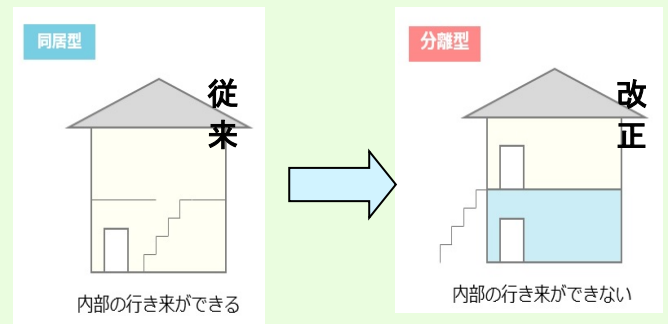 同居型
従
来
内部の行き来ができる
分離型
改
正
内部の行き来ができない